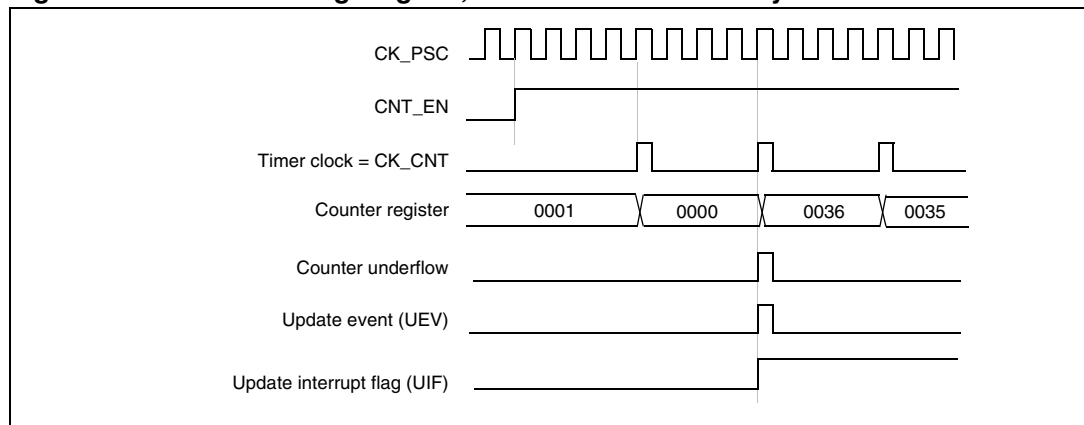 CK_PSC
CNT_EN
Timer clock = CK_CNT
Counter register 0001 0000 0036 0035
Counter underflow
Update event (UEV)
Update interrupt flag (UIF)